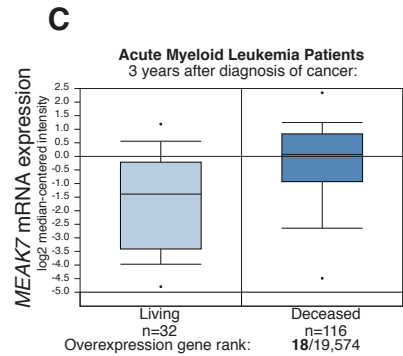 C
Acute Myeloid Leukemia Patients
3 years after diagnosis of cancer:
MEAK7 mRNA expression
log2 median-centered intensity
2.5
2.0
1.5
1.0
0.5
0.0
-0.5
-1.0
-1.5
-2.0
-2.5
-3.0
-3.5
-4.0
-4.5
-5.0
Living Deceased
n=32 n=116
Overexpression gene rank: 18/19,574